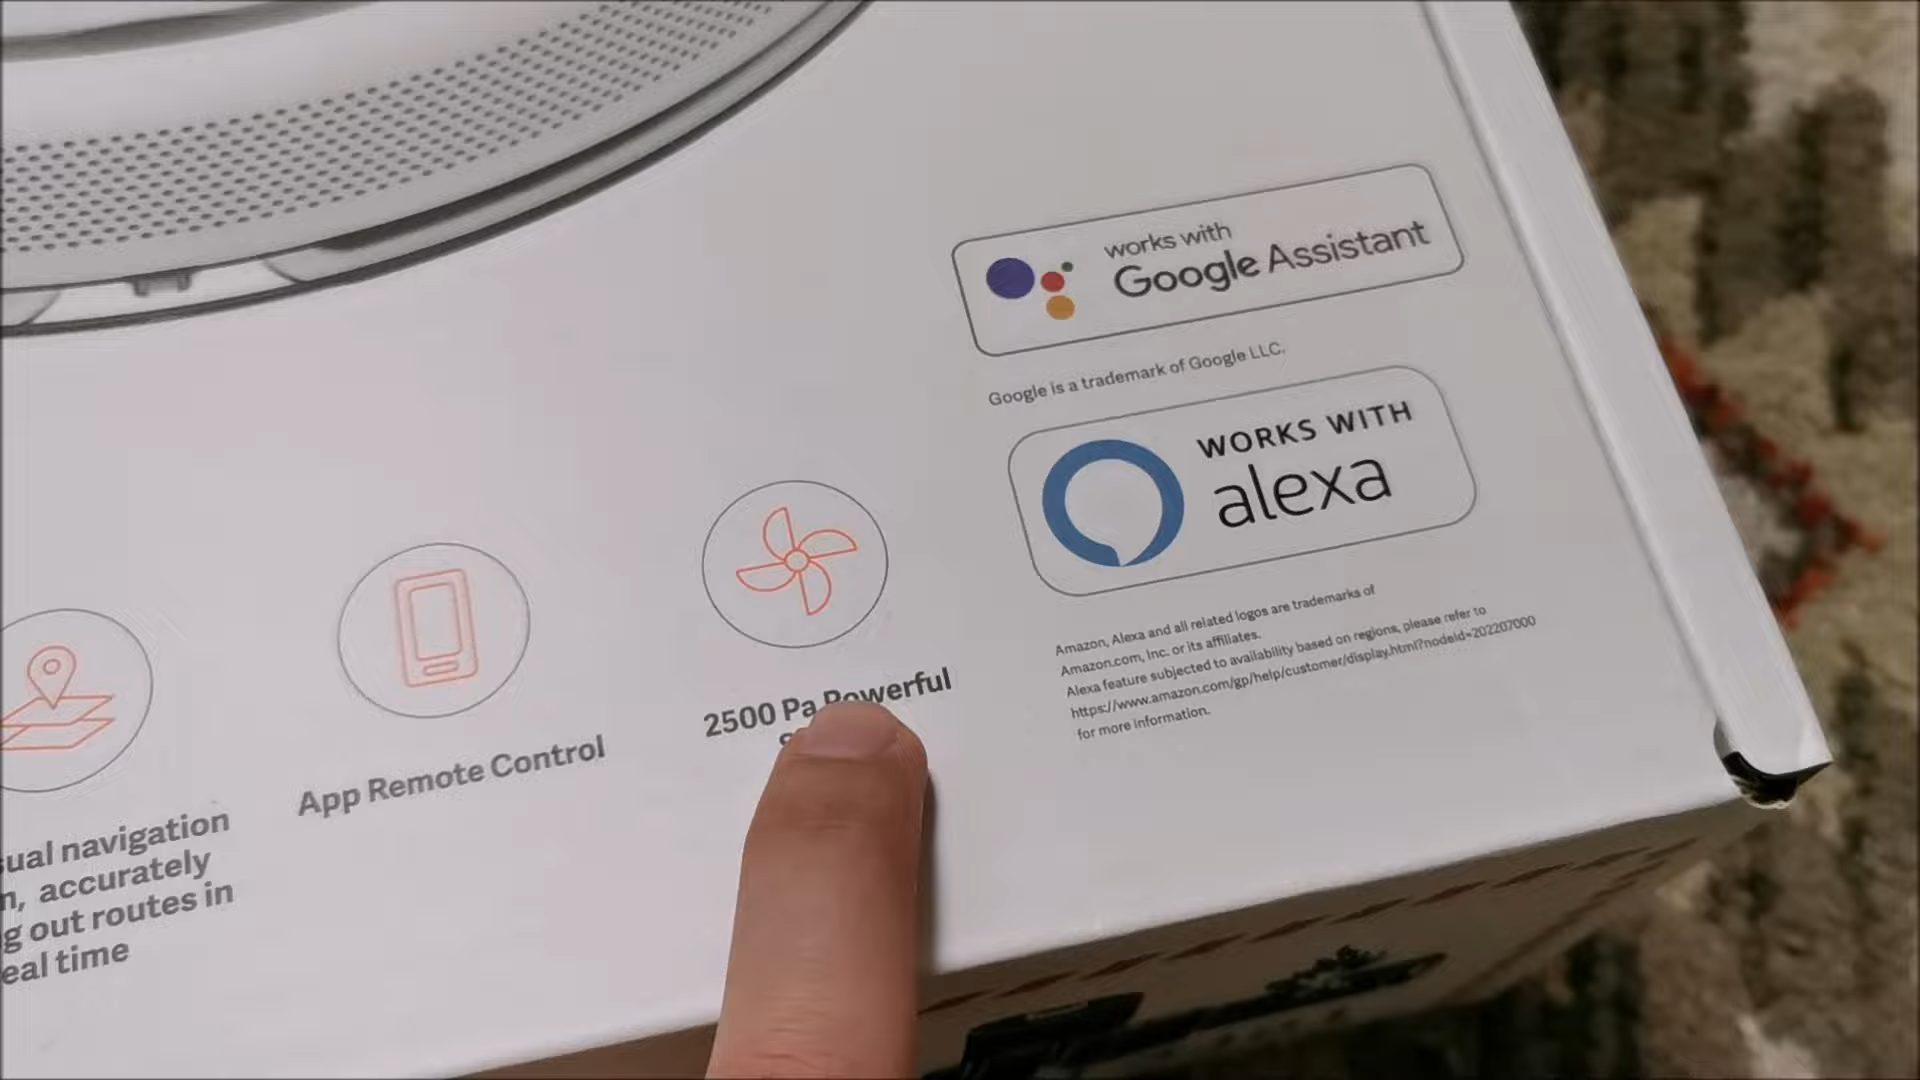 works with
Google Assistant
Google is a trademark of Google LLC.
WORKS WITH
alexa
Amazon, Alexa and all related logos are trademarks of
Amazon.com, Inc. or its affiliates.
Alexa feature subjected to availability based on regions, please refer to
https://www.amazon.com/gp/help/customer/display.html?nodeId=202207000
for more information.
2500 Pa Powerful
App Remote Control
navigation
accurately
out routes in
time